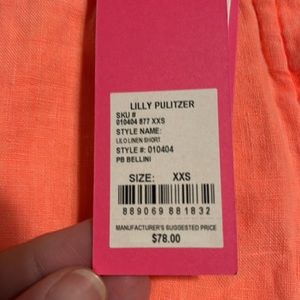 LILLY PULITZER
SKU #
010404 877 XXS
STYLE NAME:
LILO LINEN SHORT
STYLE #: 010404
PB BELLINI
SIZE: XXS
889069 881832
MANUFACTURER'S SUGGESTED PRICE
$78.00